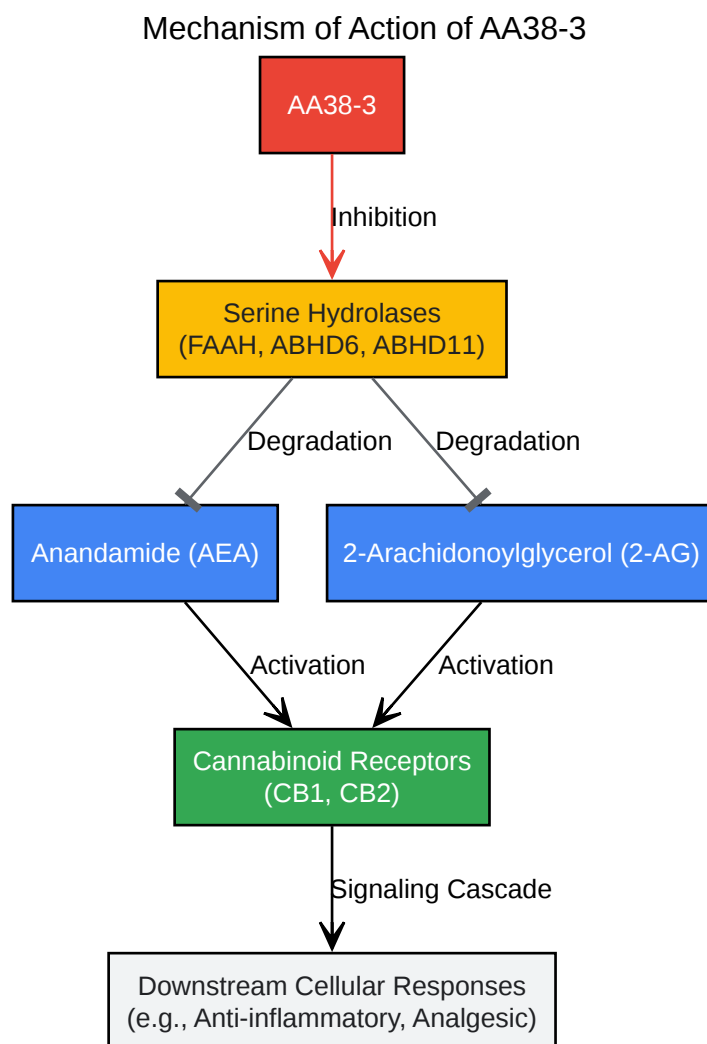 Mechanism of Action of AA38-3
AA38-3
Inhibition
Serine Hydrolases
(FAAH, ABHD6, ABHD11)
Degradation
Degradation
Anandamide (AEA)
2-Arachidonoylglycerol (2-AG)
Activation
Activation
Cannabinoid Receptors
(CB1, CB2)
Signaling Cascade
Downstream Cellular Responses
(e.g., Anti-inflammatory, Analgesic)